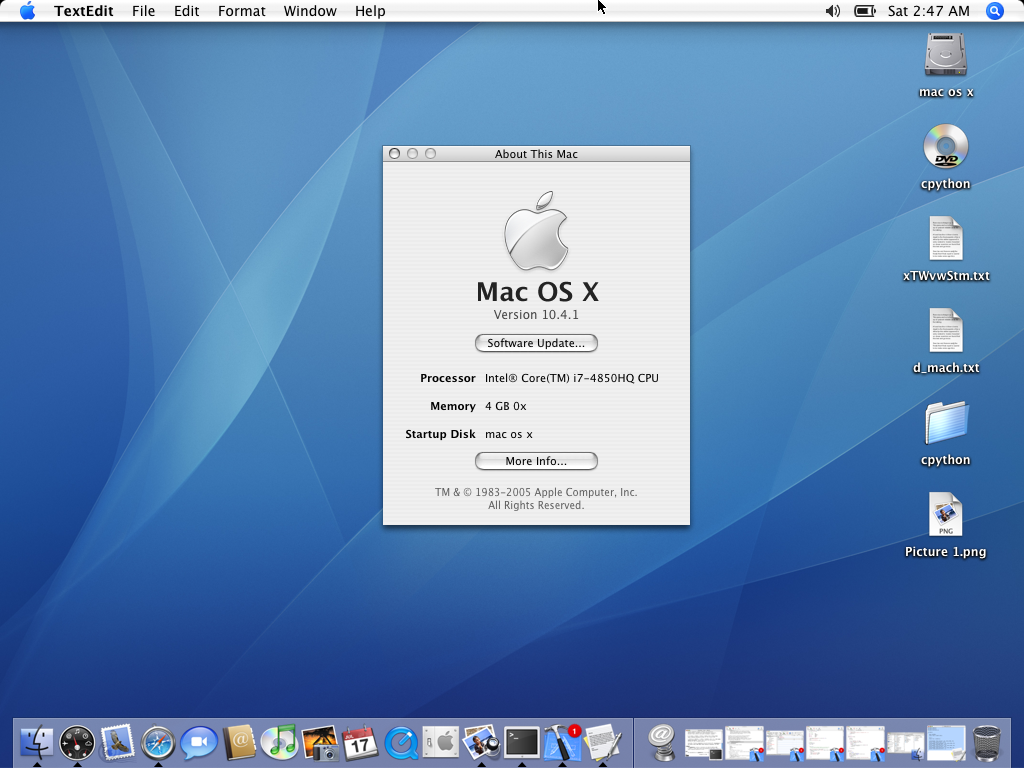 TextEdit File Edit Format Window Help Sat 2:47 AM
mac os x
DVD
cpython
xTWvwStm.txt
d_mach.txt
cpython
PNG
Picture 1.png
About This Mac
Mac OS X
Version 10.4.1
Software Update...
Processor Intel® Core(TM) i7-4850HQ CPU
Memory 4 GB 0x
Startup Disk mac os x
More Info...
TM & © 1983-2005 Apple Computer, Inc.
All Rights Reserved.
17
1